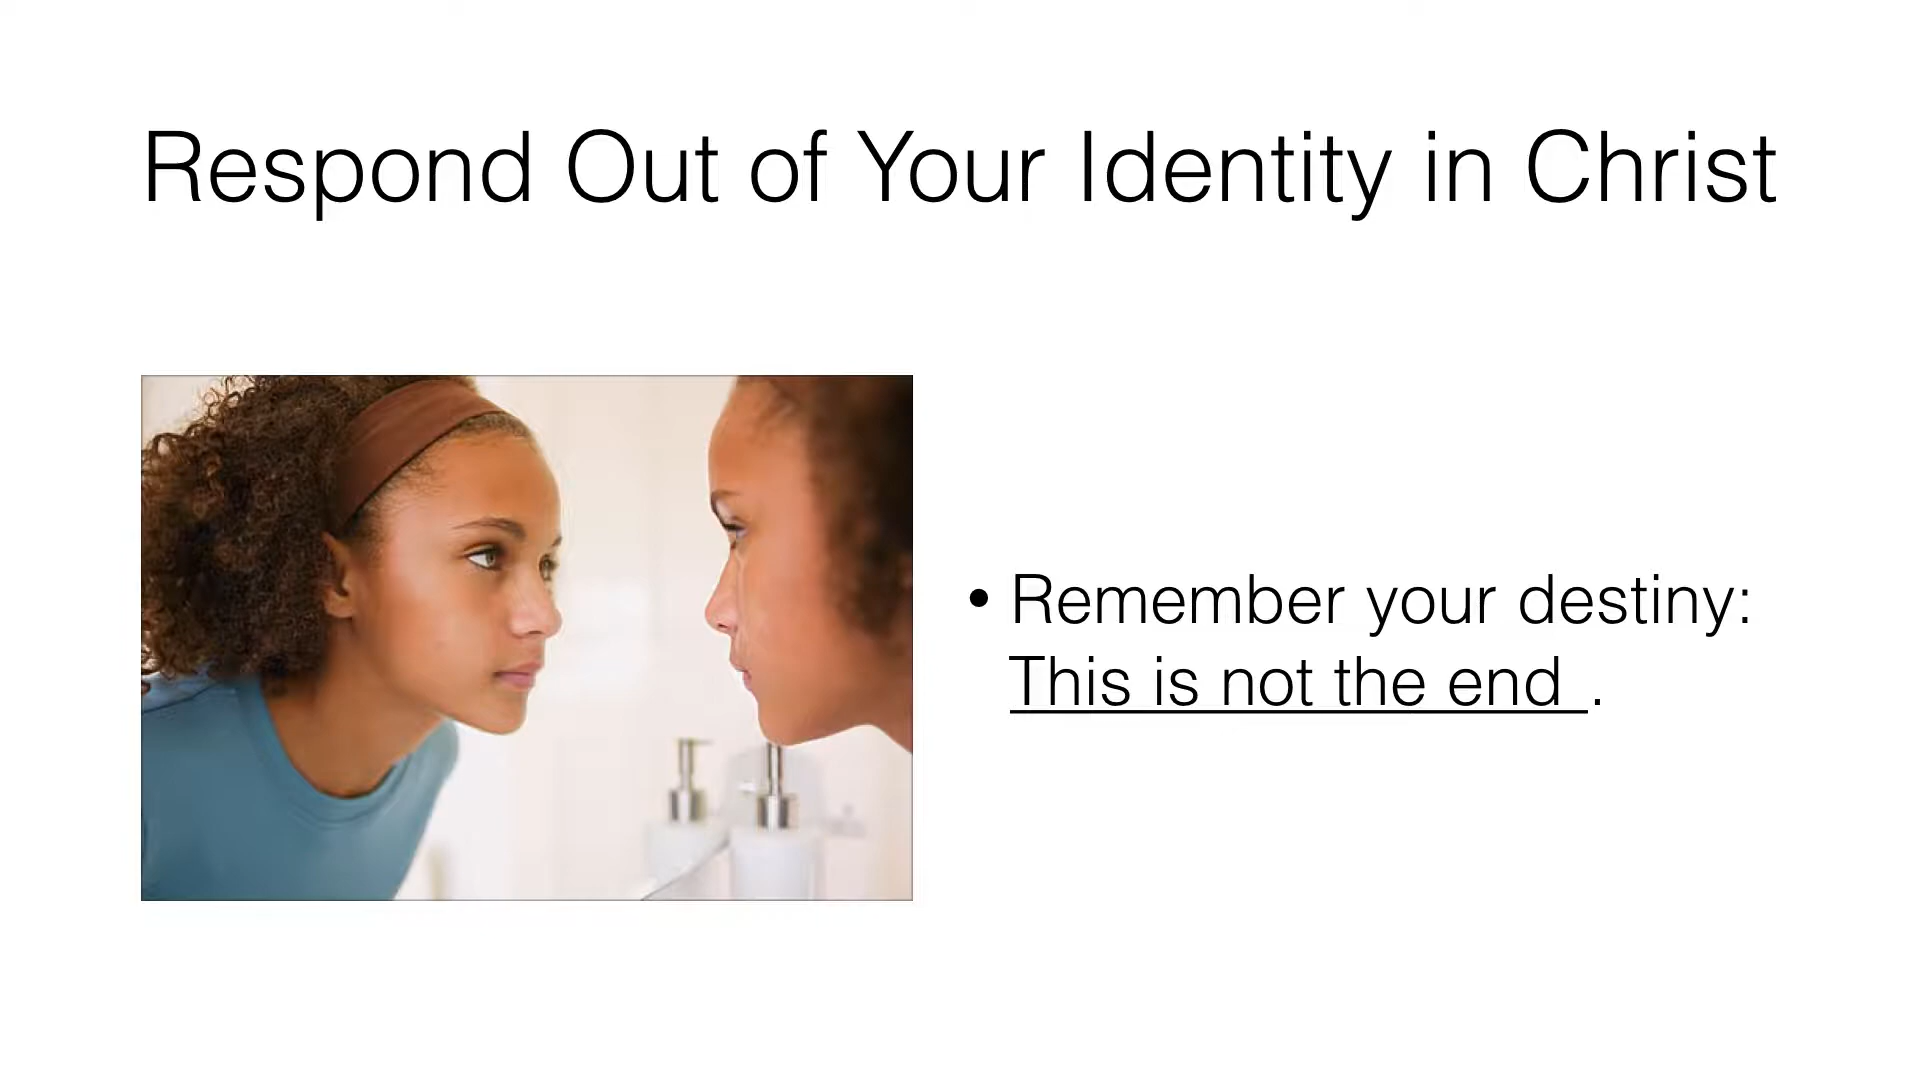 Respond Out of Your Identity in Christ
• Remember your destiny:
This is not the end .